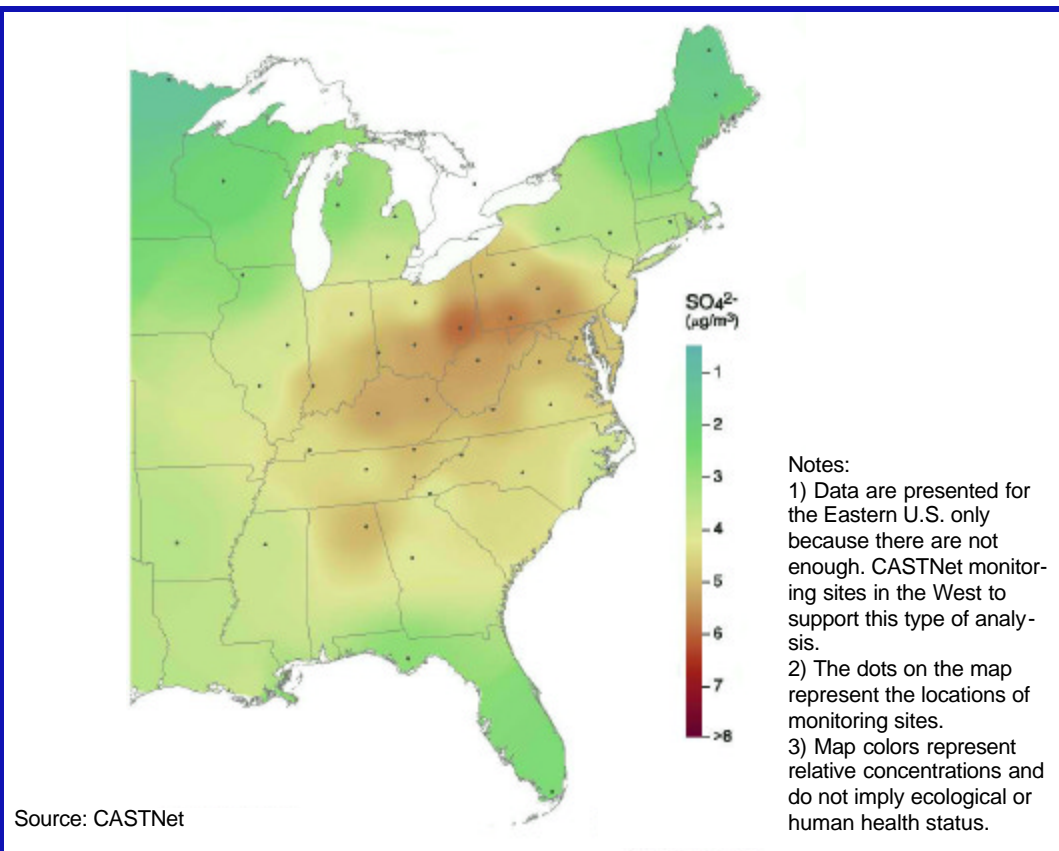 SO4²⁻
(µg/m³)
1
2
3
4
5
6
7
>8
Notes:
1) Data are presented for
the Eastern U.S. only
because there are not
enough. CASTNet monitor-
ing sites in the West to
support this type of analy-
sis.
2) The dots on the map
represent the locations of
monitoring sites.
3) Map colors represent
relative concentrations and
do not imply ecological or
human health status.
Source: CASTNet